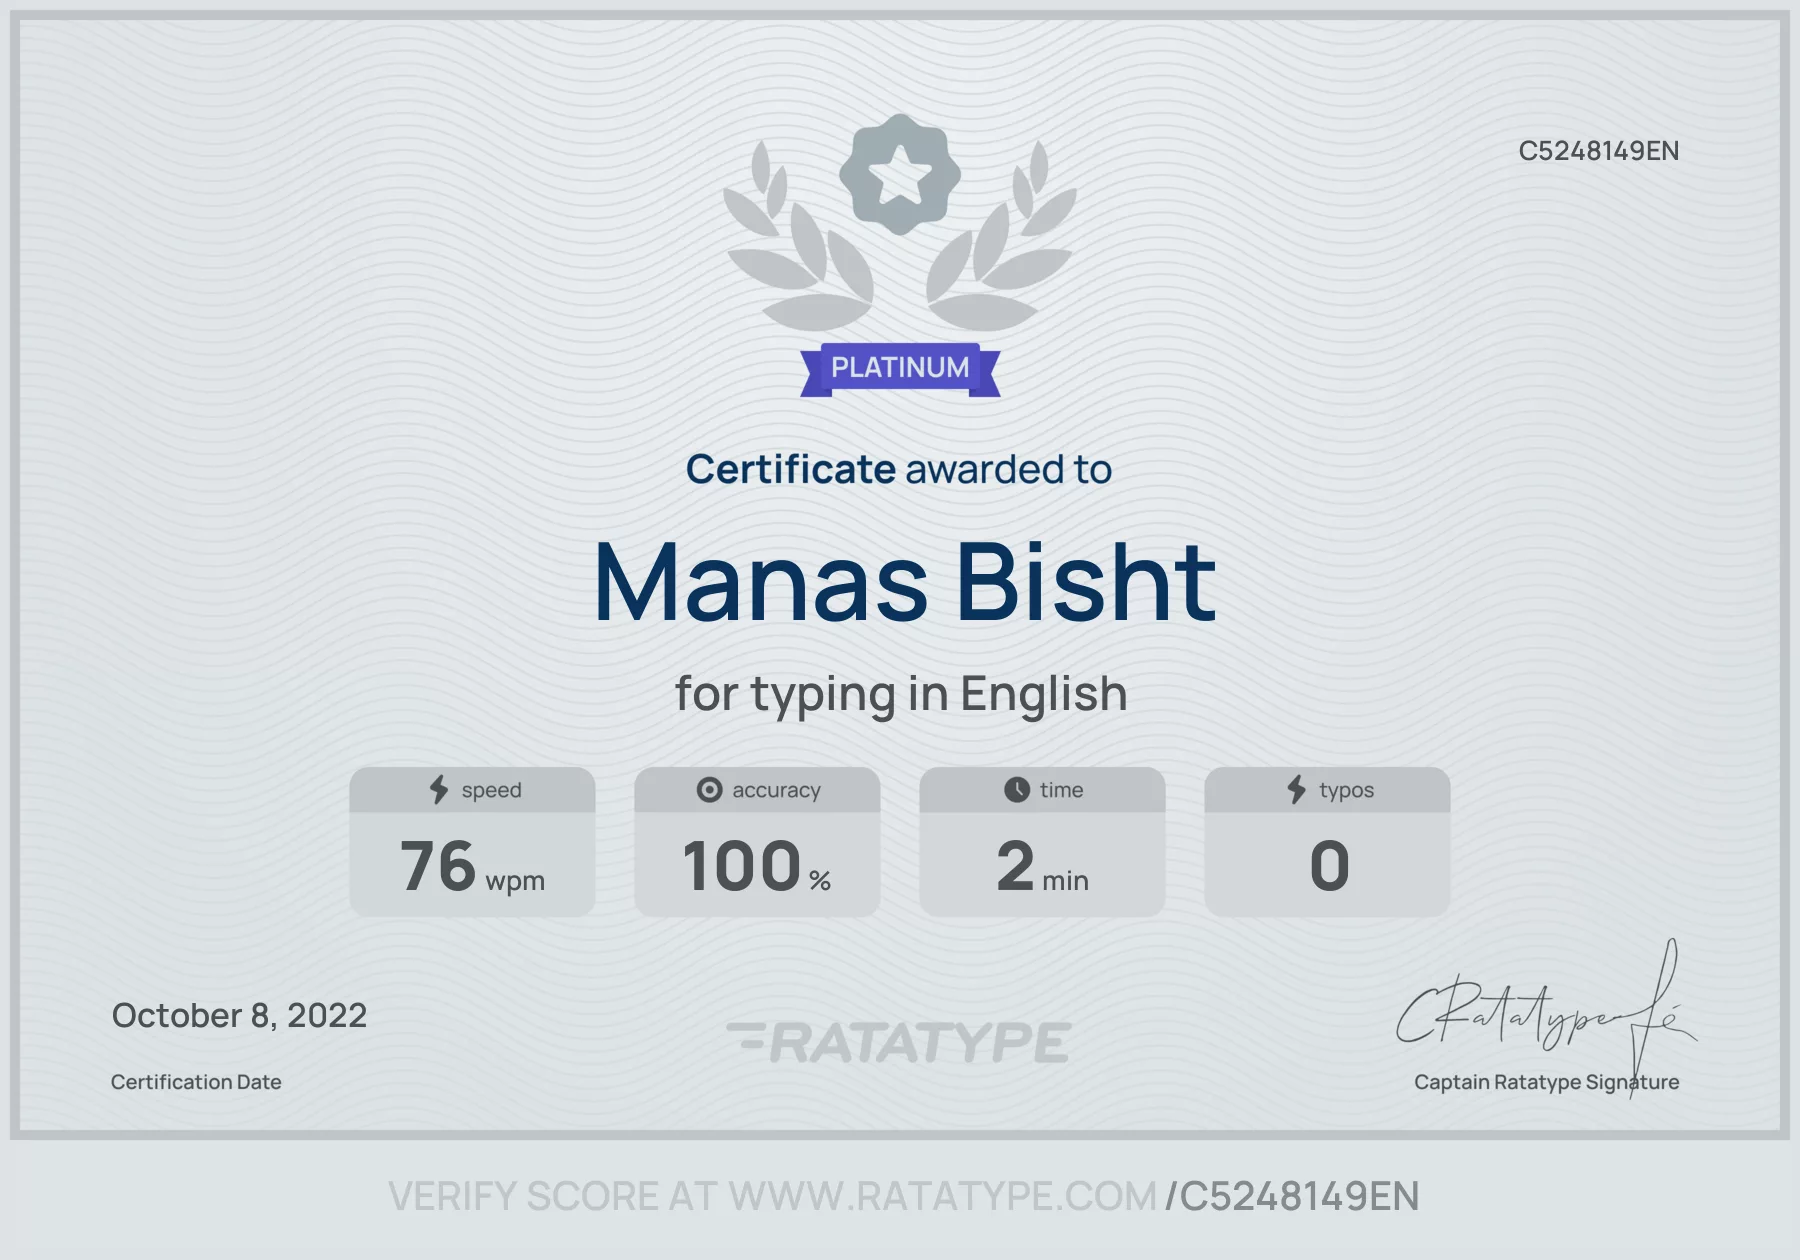 C5248149EN
PLATINUM
Certificate awarded to
Manas Bisht
for typing in English
speed
76 wpm
accuracy
100 %
time
2 min
typos
0
October 8, 2022
Certification Date
RATATYPE
CRatatype
Captain Ratatype Signature
VERIFY SCORE AT WWW.RATATYPE.COM/C5248149EN